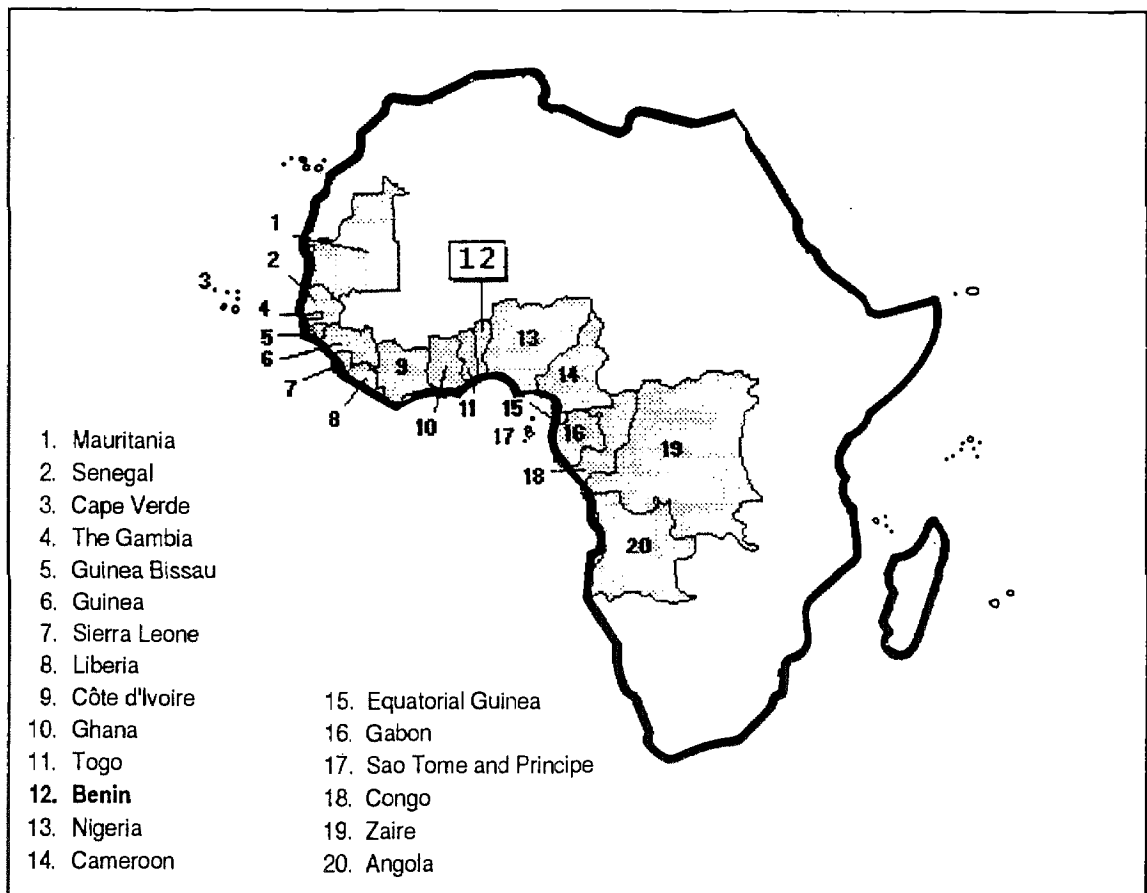 1
2
12
3
4
5
6
7
8
9
10
11
13
14
15
16
17
18
19
20
1. Mauritania
2. Senegal
3. Cape Verde
4. The Gambia
5. Guinea Bissau
6. Guinea
7. Sierra Leone
8. Liberia
9. Côte d'Ivoire
10. Ghana
11. Togo
12. Benin
13. Nigeria
14. Cameroon
15. Equatorial Guinea
16. Gabon
17. Sao Tome and Principe
18. Congo
19. Zaire
20. Angola